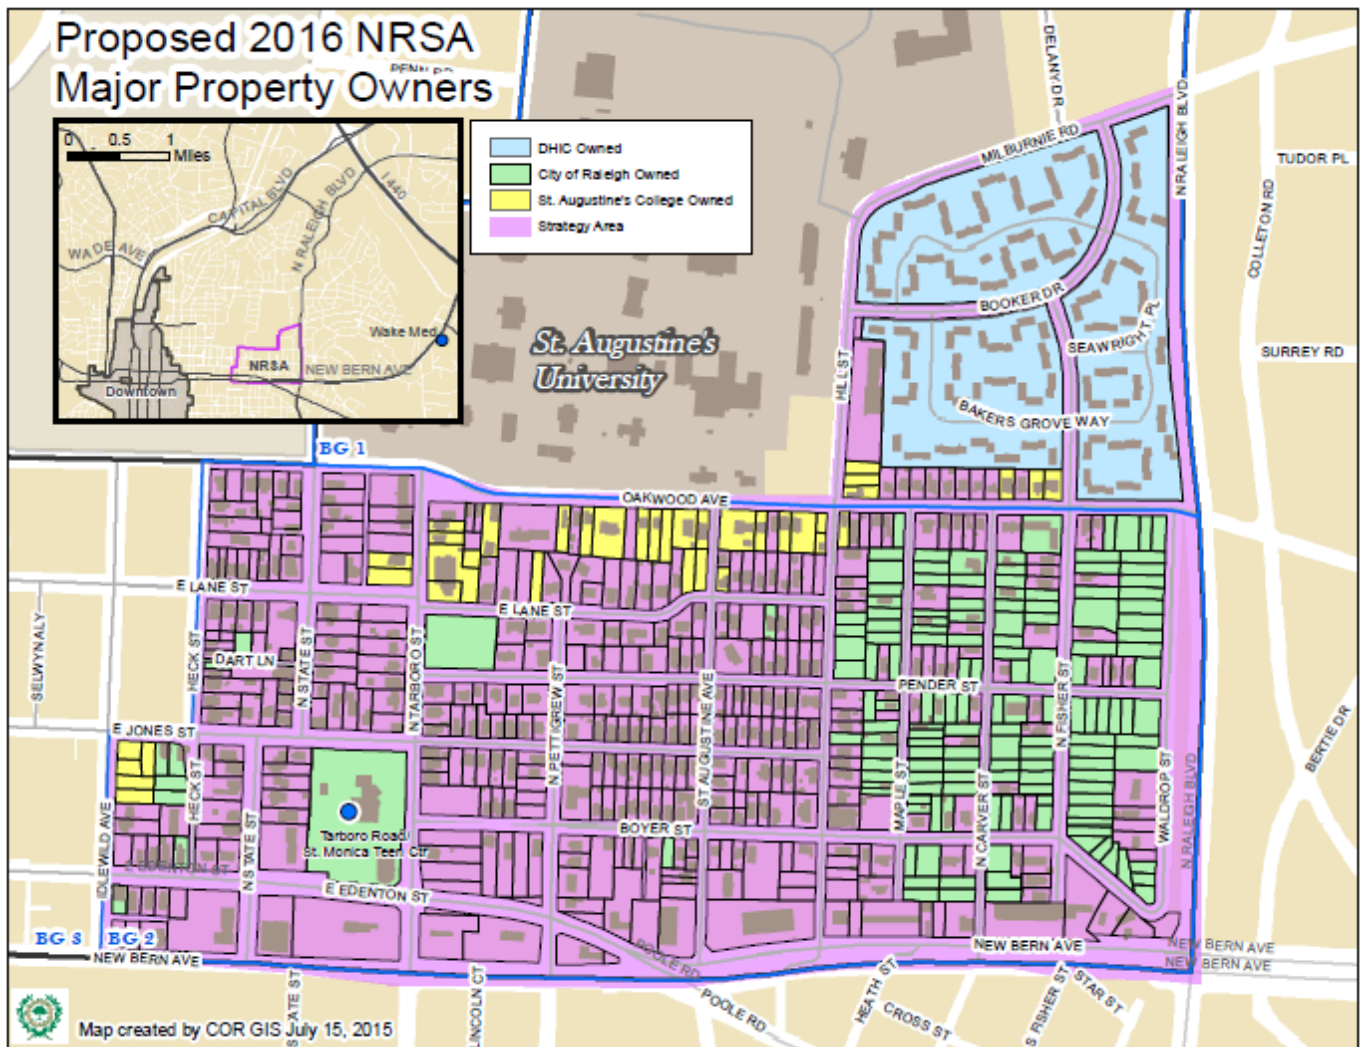 Proposed 2016 NRSA
Major Property Owners
PENN RD
0 0.5 1
Miles
CAPITAL BLVD
N RALEIGH BLVD
I 440
WADE AVE
Wake Med
NRSA
NEW BERN AVE
Downtown
DHIC Owned
City of Raleigh Owned
St. Augustine's College Owned
Strategy Area
DELANY DR
N RALEIGH BLVD
MILBURNIE RD
TUDOR PL
COLLETON RD
BOOKER DR
SEAWRIGHT PL
SURREY RD
HILL ST
BAKERS GROVE WAY
St. Augustine's
University
BG 1
OAKWOOD AVE
E LANE ST
E LANE ST
SELWYN ALY
HECK ST
DART LN
N STATE ST
N TARBORO ST
N PETTIGREW ST
ST AUGUSTINE AVE
PENDER ST
N FISHER ST
BERTIE DR
E JONES ST
IDLEWILD AVE
HECK ST
N STATE ST
Tarboro Road/
St. Monica Teen Ctr
BOYER ST
MAPLE ST
N CARVER ST
WALDROP ST
N RALEIGH BLVD
E EDENTON ST
E EDENTON ST
BG 3
BG 2
NEW BERN AVE
NEW BERN AVE
NEW BERN AVE
NEW BERN AVE
POOLE RD
POOLE RD
HEATH ST
CROSS ST
S FISHER ST
STAR ST
LINCOLN CT
S STATE ST
Map created by COR GIS July 15, 2015